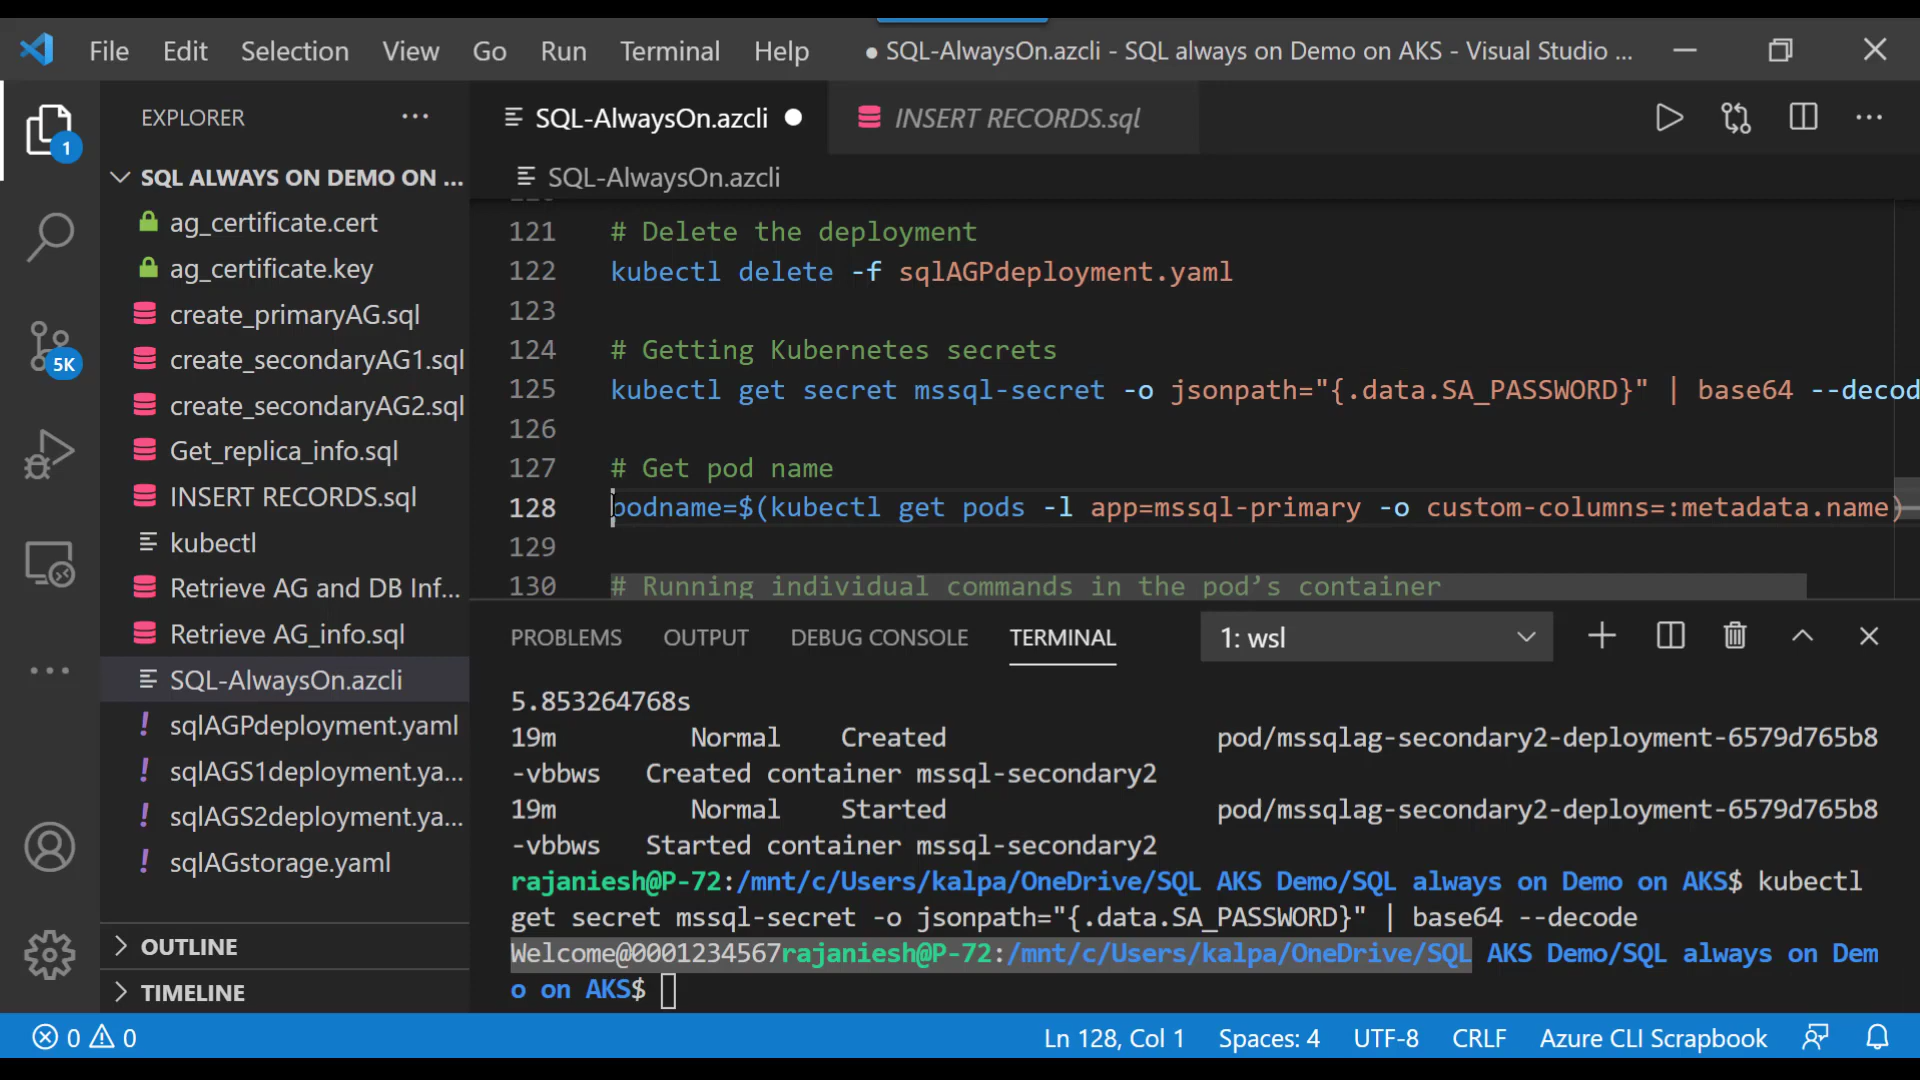 File Edit Selection View Go Run Terminal Help ● SQL-AlwaysOn.azcli - SQL always on Demo on AKS - Visual Studio ...
EXPLORER
SQL ALWAYS ON DEMO ON ...
ag_certificate.cert
ag_certificate.key
create_primaryAG.sql
create_secondaryAG1.sql
create_secondaryAG2.sql
Get_replica_info.sql
INSERT RECORDS.sql
kubectl
Retrieve AG and DB Inf...
Retrieve AG_info.sql
SQL-AlwaysOn.azcli
sqlAGPdeployment.yaml
sqlAGS1deployment.ya...
sqlAGS2deployment.ya...
sqlAGstorage.yaml
OUTLINE
TIMELINE
1
5K
SQL-AlwaysOn.azcli INSERT RECORDS.sql
SQL-AlwaysOn.azcli
121 # Delete the deployment
122 kubectl delete -f sqlAGPdeployment.yaml
123
124 # Getting Kubernetes secrets
125 kubectl get secret mssql-secret -o jsonpath="{.data.SA_PASSWORD}" | base64 --decod
126
127 # Get pod name
128 podname=$(kubectl get pods -l app=mssql-primary -o custom-columns=:metadata.name)
129
130 # Running individual commands in the pod’s container
PROBLEMS OUTPUT DEBUG CONSOLE TERMINAL 1: wsl
5.853264768s
19m Normal Created pod/mssqlag-secondary2-deployment-6579d765b8
-vbbws Created container mssql-secondary2
19m Normal Started pod/mssqlag-secondary2-deployment-6579d765b8
-vbbws Started container mssql-secondary2
rajaniesh@P-72:/mnt/c/Users/kalpa/OneDrive/SQL AKS Demo/SQL always on Demo on AKS$ kubectl
get secret mssql-secret -o jsonpath="{.data.SA_PASSWORD}" | base64 --decode
Welcome@0001234567rajaniesh@P-72:/mnt/c/Users/kalpa/OneDrive/SQL AKS Demo/SQL always on Dem
o on AKS$
0 0 Ln 128, Col 1 Spaces: 4 UTF-8 CRLF Azure CLI Scrapbook